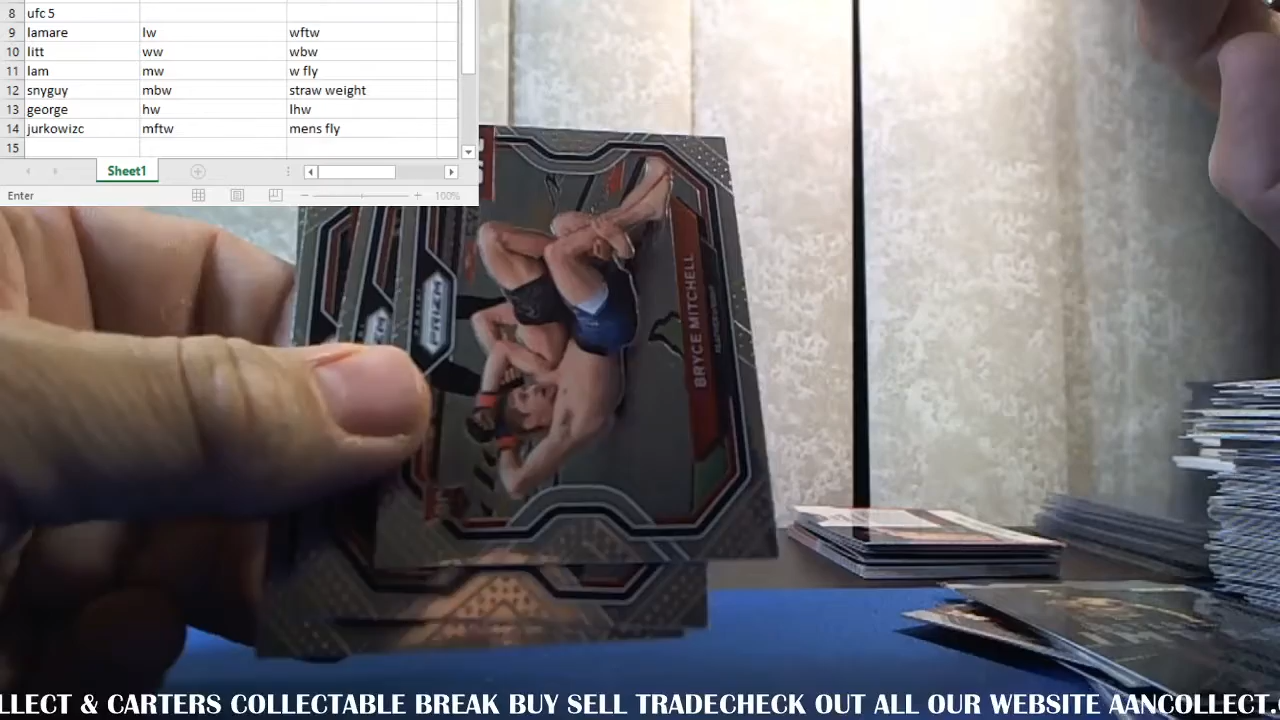 8 ufc 5
9 lamare lw wftw
10 litt ww wbw
11 lam mw w fly
12 snyguy mbw straw weight
13 george hw lhw
14 jurkowizc mftw mens fly
15
Sheet1
Enter 100%
PRIZM
BRYCE MITCHELL
LLECT & CARTERS COLLECTABLE BREAK BUY SELL TRADECHECK OUT ALL OUR WEBSITE AANCOLLECT.